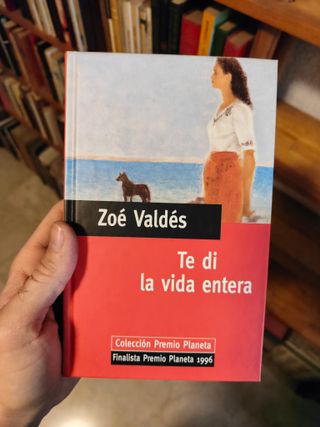 Zoé Valdés
Te di
la vida entera
Colección Premio Planeta
Finalista Premio Planeta 1996